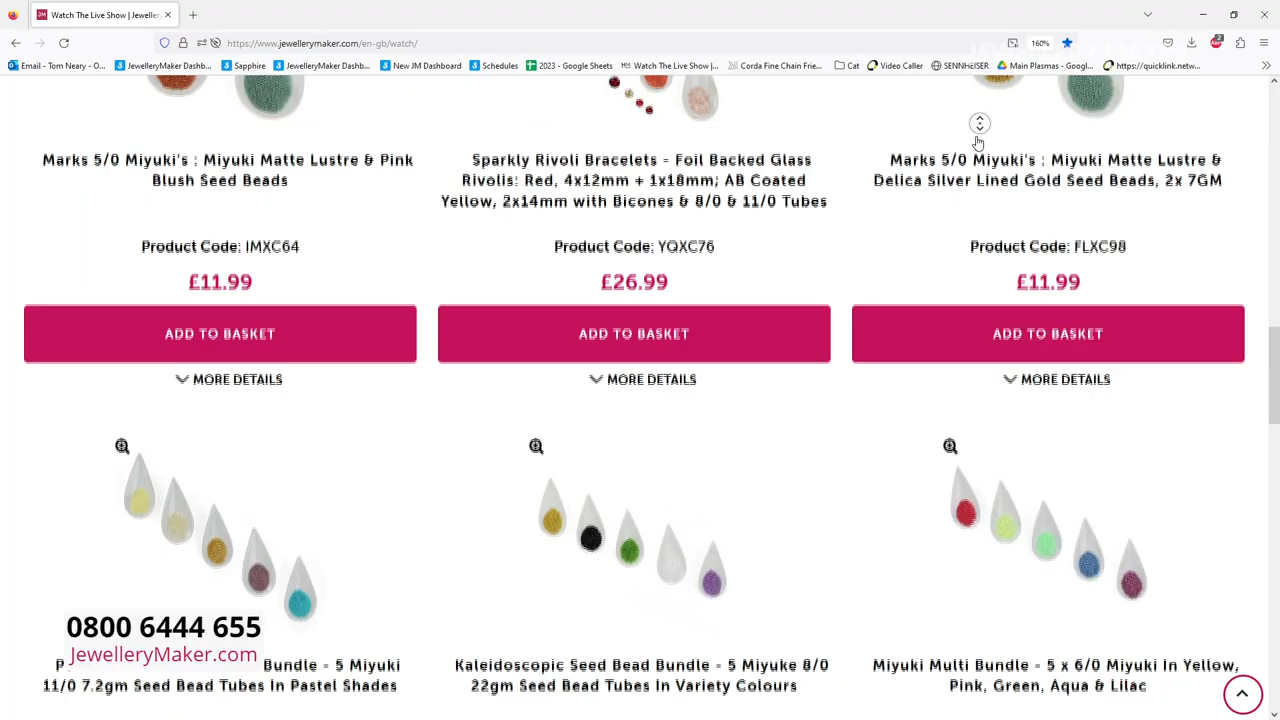 Watch The Live Show | Jeweller
https://www.jewellerymaker.com/en-gb/watch/
160%
2
Email - Tom Neary - O...
JewelleryMaker Dashb...
Sapphire
JewelleryMaker Dashb...
New JM Dashboard
Schedules
2023 - Google Sheets
Watch The Live Show |...
Corda Fine Chain Frie...
Cat
Video Caller
SENNHEISER
Main Plasmas - Googl...
https://quicklink.netw...
Marks 5/0 Miyuki's : Miyuki Matte Lustre & Pink
Blush Seed Beads
Product Code: IMXC64
£11.99
ADD TO BASKET
MORE DETAILS
Sparkly Rivoli Bracelets - Foil Backed Glass
Rivolis: Red, 4x12mm + 1x18mm; AB Coated
Yellow, 2x14mm with Bicones & 8/0 & 11/0 Tubes
Product Code: YQXC76
£26.99
ADD TO BASKET
MORE DETAILS
Marks 5/0 Miyuki's : Miyuki Matte Lustre &
Delica Silver Lined Gold Seed Beads, 2x 7GM
Product Code: FLXC98
£11.99
ADD TO BASKET
MORE DETAILS
0800 6444 655
JewelleryMaker.com
Bundle = 5 Miyuki
11/0 7.2gm Seed Bead Tubes In Pastel Shades
Kaleidoscopic Seed Bead Bundle = 5 Miyuke 8/0
22gm Seed Bead Tubes In Variety Colours
Miyuki Multi Bundle = 5 x 6/0 Miyuki In Yellow,
Pink, Green, Aqua & Lilac